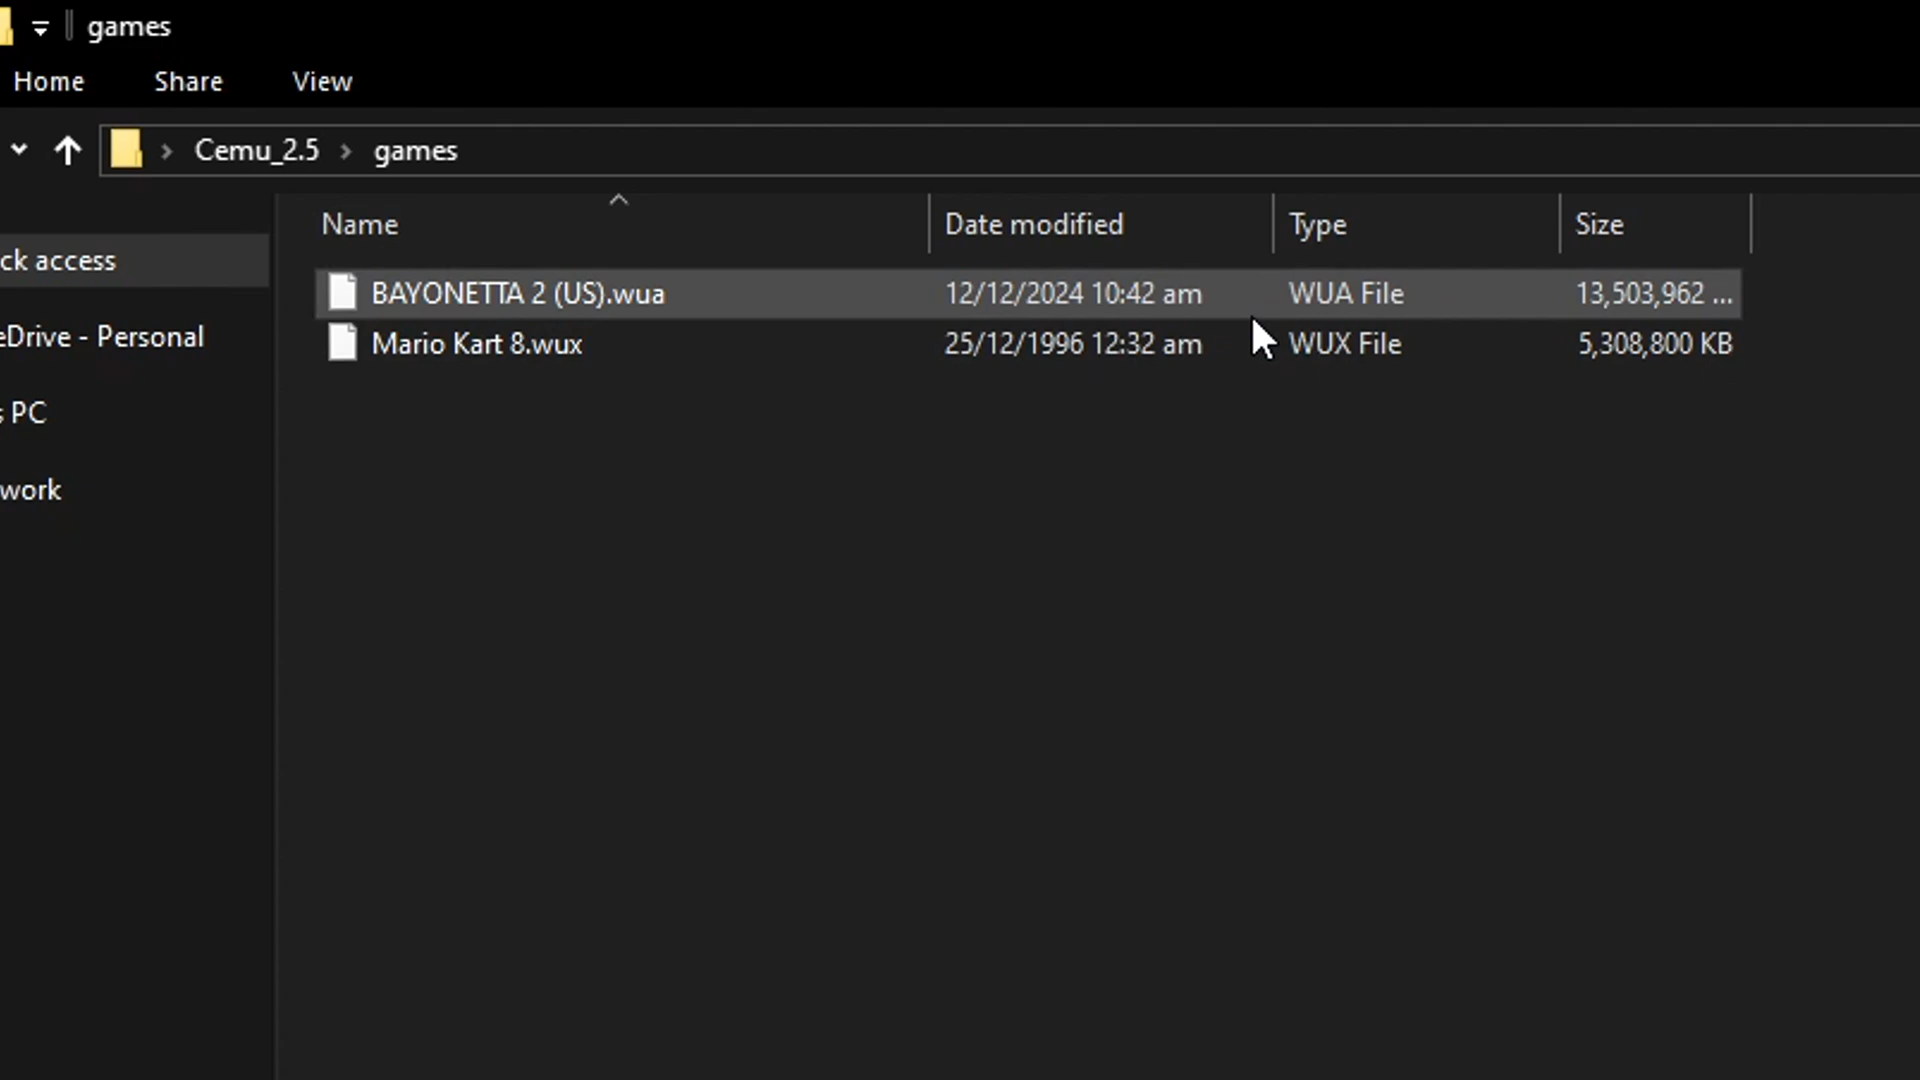 games
Home Share View
Cemu_2.5 > games
Name Date modified Type Size
ck access
BAYONETTA 2 (US).wua 12/12/2024 10:42 am WUA File 13,503,962 ...
eDrive - Personal
Mario Kart 8.wux 25/12/1996 12:32 am WUX File 5,308,800 KB
s PC
work